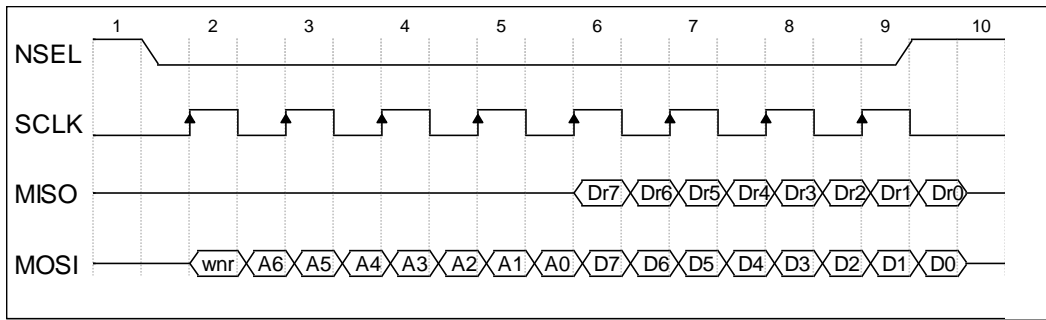 1 2 3 4 5 6 7 8 9 10
NSEL
SCLK
MISO Dr7 Dr6 Dr5 Dr4 Dr3 Dr2 Dr1 Dr0
MOSI wnr A6 A5 A4 A3 A2 A1 A0 D7 D6 D5 D4 D3 D2 D1 D0